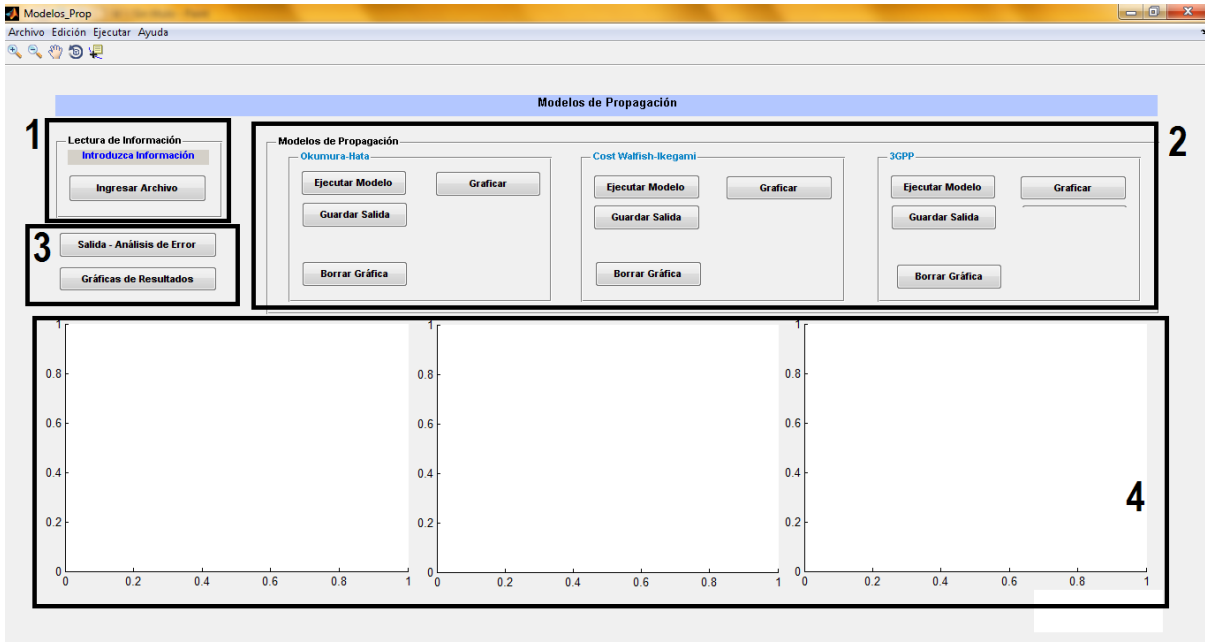 Modelos_Prop
Archivo Edición Ejecutar Ayuda
Modelos de Propagación
1
Lectura de Información
Introduzca Información
Ingresar Archivo
2
Modelos de Propagación
Okumura-Hata
Ejecutar Modelo
Graficar
Guardar Salida
Borrar Gráfica
Cost Walfish-Ikegami
Ejecutar Modelo
Graficar
Guardar Salida
Borrar Gráfica
3GPP
Ejecutar Modelo
Graficar
Guardar Salida
Borrar Gráfica
3
Salida - Análisis de Error
Gráficas de Resultados
1
0.8
0.6
0.4
0.2
0
0 0.2 0.4 0.6 0.8 1
1
0.8
0.6
0.4
0.2
0
0 0.2 0.4 0.6 0.8 1
1
0.8
0.6
0.4
0.2
0
0 0.2 0.4 0.6 0.8 1
4